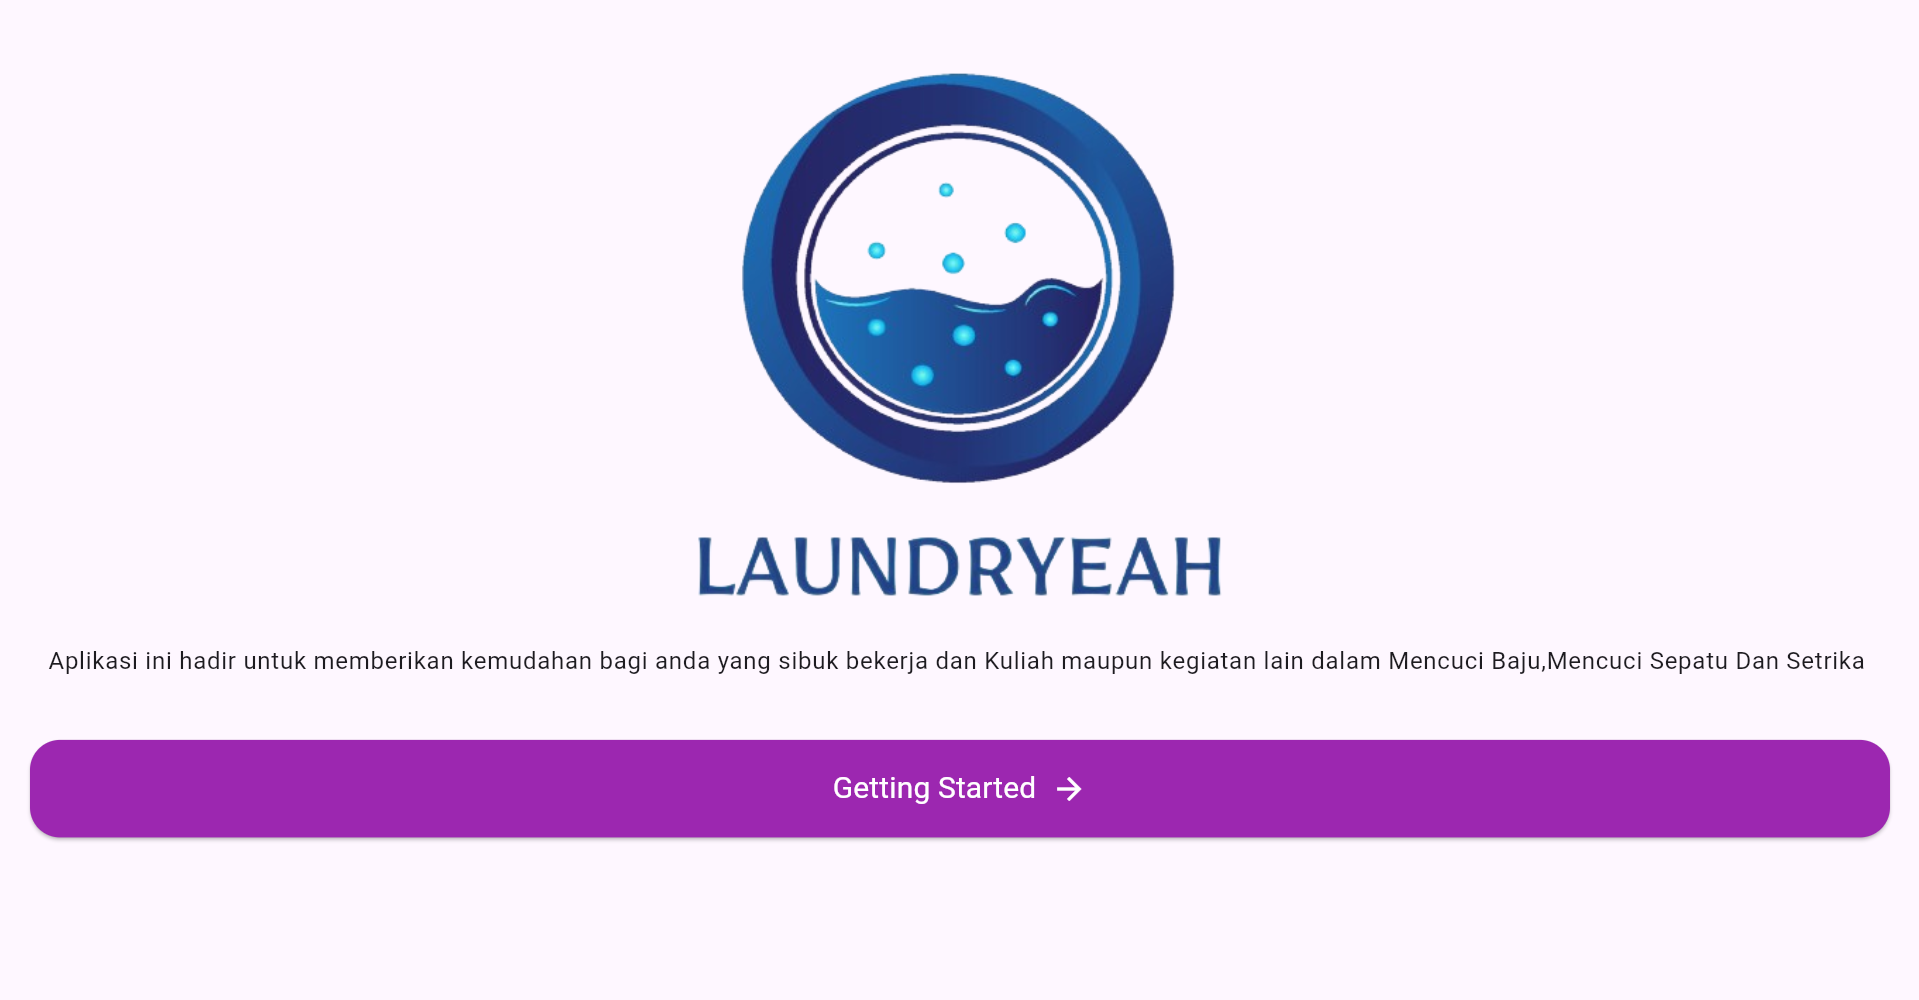 LAUNDRYEAH
Aplikasi ini hadir untuk memberikan kemudahan bagi anda yang sibuk bekerja dan Kuliah maupun kegiatan lain dalam Mencuci Baju,Mencuci Sepatu Dan Setrika
Getting Started